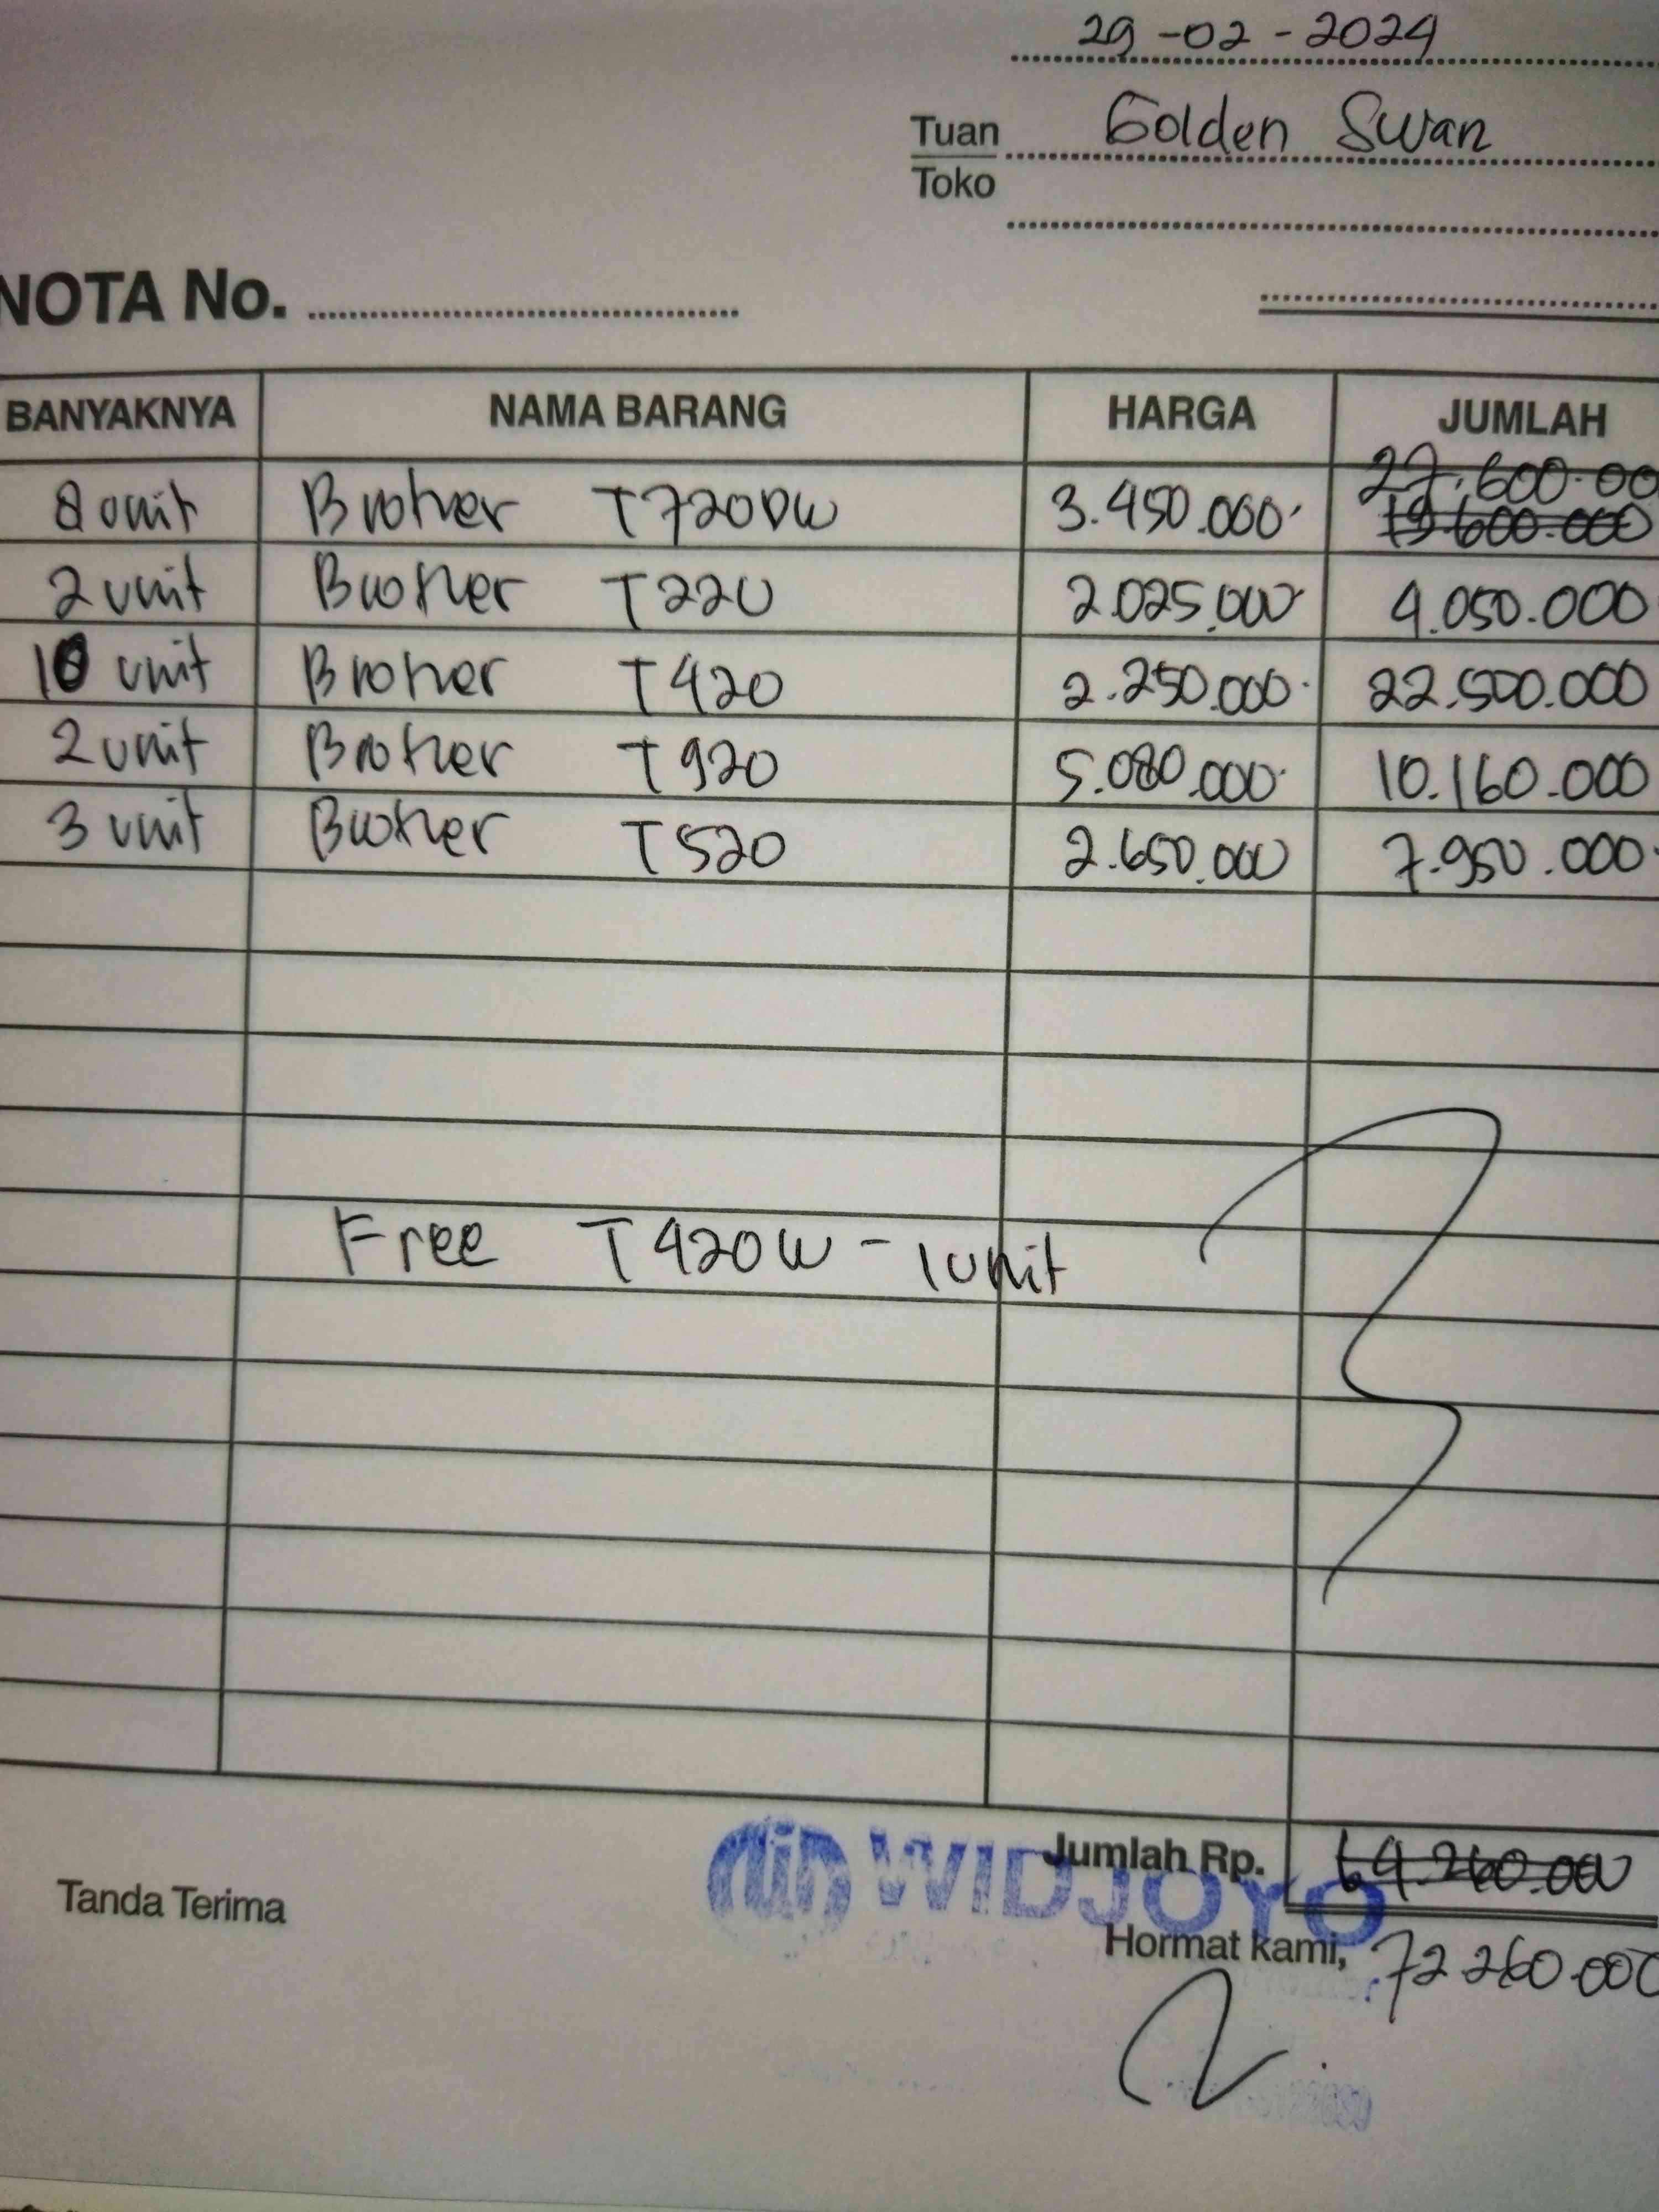 29-02-2024
Tuan Golden Swan
Toko
NOTA No.
BANYAKNYA NAMA BARANG HARGA JUMLAH
27.600.00
8 unit Brother T720DW 3.450.000 19.600.000
2 unit Brother T220 2.025.000 4.050.000
10 unit Brother T420 2.250.000 22.500.000
2 unit Brother T920 5.080.000 10.160.000
3 unit Brother T520 2.650.000 7.950.000
Free T420W - 1 unit
Jumlah Rp. 64.260.000
WIDJOYO
Tanda Terima
Hormat kami, 72.260.000